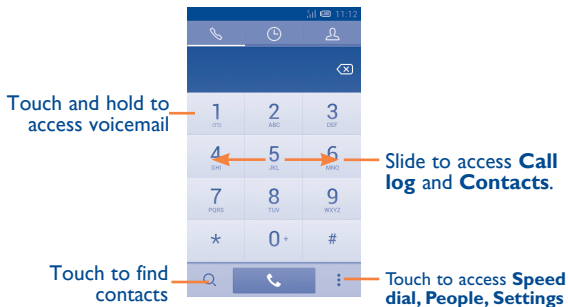 11:12
Touch and hold to
access voicemail
1
2
ABC
3
DEF
4
GHI
5
JKL
6
MNO
Slide to access Call
log and Contacts.
7
PQRS
8
TUV
9
WXYZ
*
0 +
#
Touch to find
contacts
Touch to access Speed
dial, People, Settings